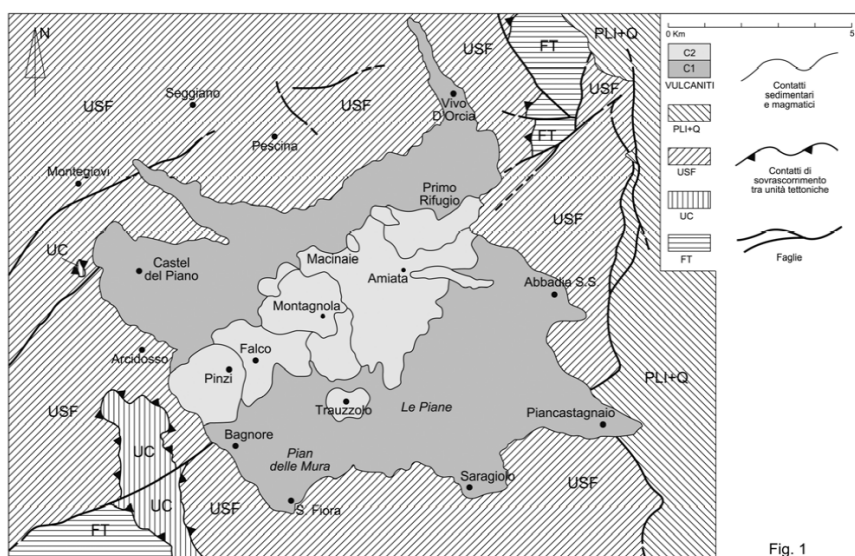 N
USF
FT
PLI+Q
0 Km
5
C2
C1
VULCANITI
Contatti
sedimentari
e magmatici
PLI+Q
Contatti di
sovrascorrimento
tra unità tettoniche
USF
UC
Faglie
FT
Seggiano
USF
USF
Vivo
D'Orcia
USF
FT
Pescina
Montegiovi
Primo
Rifugio
USF
UC
Castel
del Piano
Macinaie
Amiata
Abbadia S.S.
Montagnola
Arcidosso
Falco
Pinzi
PLI+Q
Trauzzolo
Le Piane
USF
Piancastagnaio
Bagnore
UC
Pian
delle Mura
Saragiolo
USF
UC
USF
S. Fiora
FT
Fig. 1